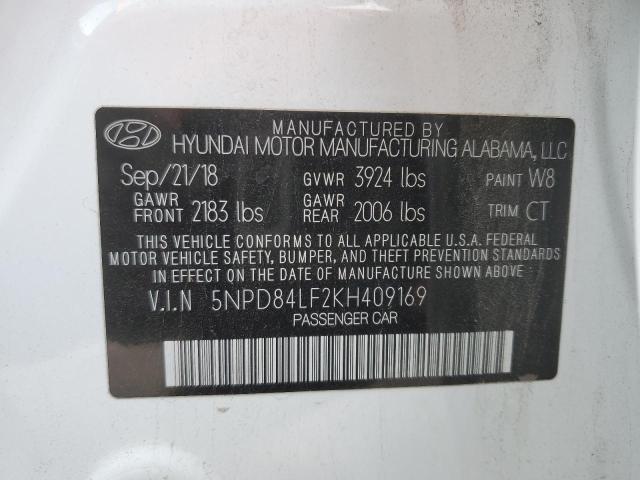 MANUFACTURED BY
HYUNDAI MOTOR MANUFACTURING ALABAMA, LLC
Sep/21/18 GVWR 3924 lbs PAINT W8
GAWR FRONT 2183 lbs GAWR REAR 2006 lbs TRIM CT
THIS VEHICLE CONFORMS TO ALL APPLICABLE U.S.A. FEDERAL
MOTOR VEHICLE SAFETY, BUMPER, AND THEFT PREVENTION STANDARDS
IN EFFECT ON THE DATE OF MANUFACTURE SHOWN ABOVE.
V.I.N 5NPD84LF2KH409169
PASSENGER CAR